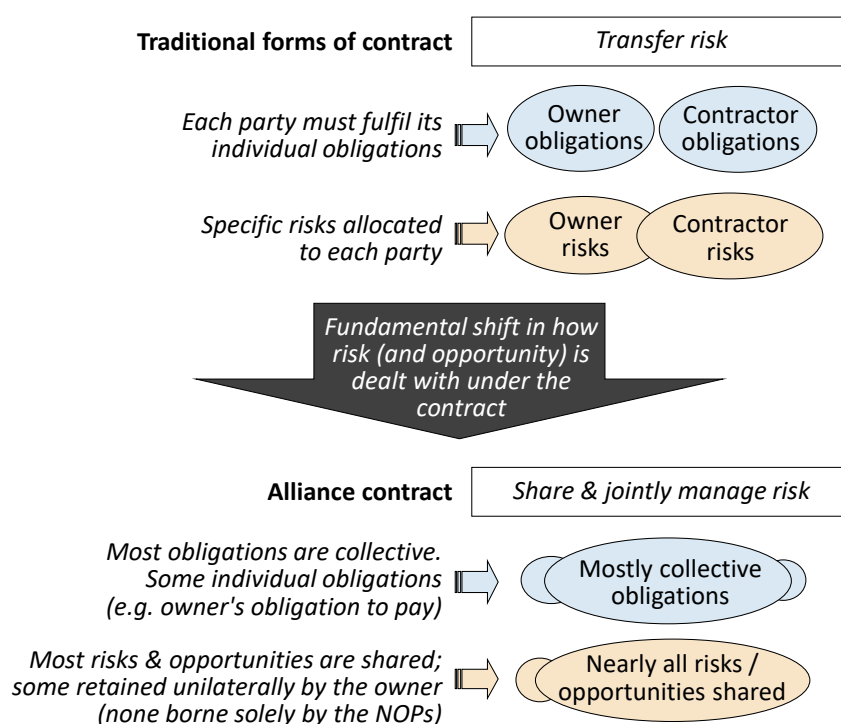 Traditional forms of contract
Transfer risk
Each party must fulfil its
individual obligations
Owner
obligations
Contractor
obligations
Specific risks allocated
to each party
Owner
risks
Contractor
risks
Fundamental shift in how
risk (and opportunity) is
dealt with under the
contract
Alliance contract
Share & jointly manage risk
Most obligations are collective.
Some individual obligations
(e.g. owner's obligation to pay)
Mostly collective
obligations
Most risks & opportunities are shared;
some retained unilaterally by the owner
(none borne solely by the NOPs)
Nearly all risks /
opportunities shared